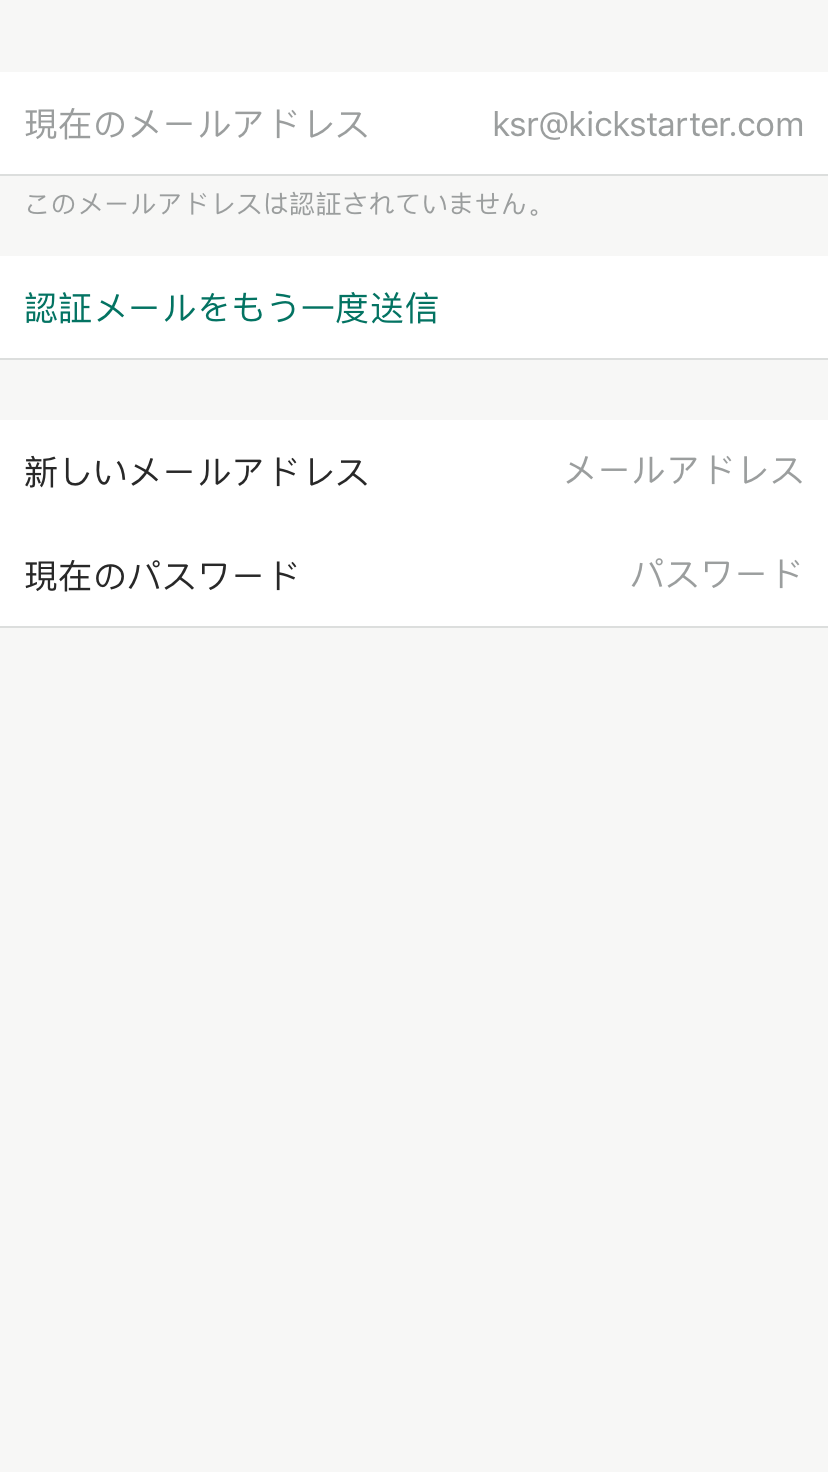 現在のメールアドレス ksr@kickstarter.com
このメールアドレスは認証されていません。
認証メールをもう一度送信
新しいメールアドレス メールアドレス
現在のパスワード パスワード